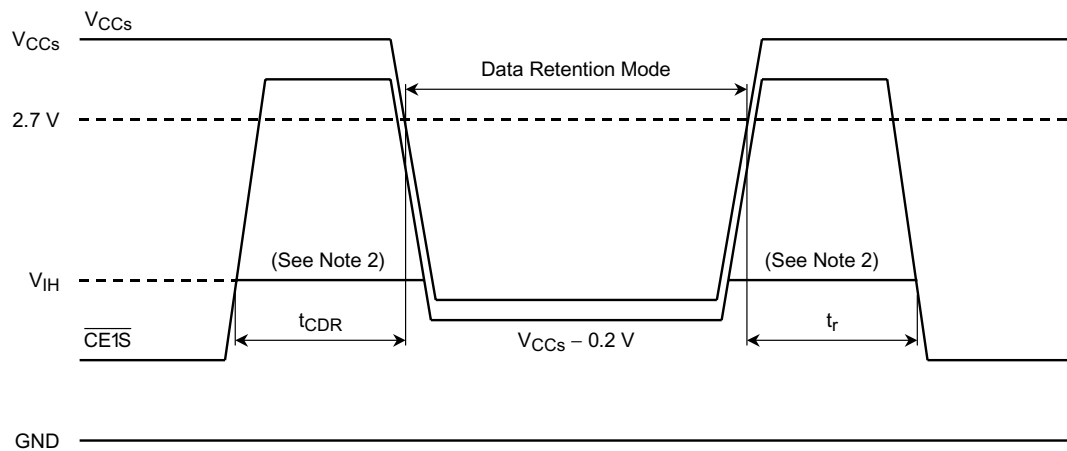 VCCs
VCCs
Data Retention Mode
2.7 V
(See Note 2)
(See Note 2)
VIH
tCDR
tr
CE1S
VCCs – 0.2 V
GND